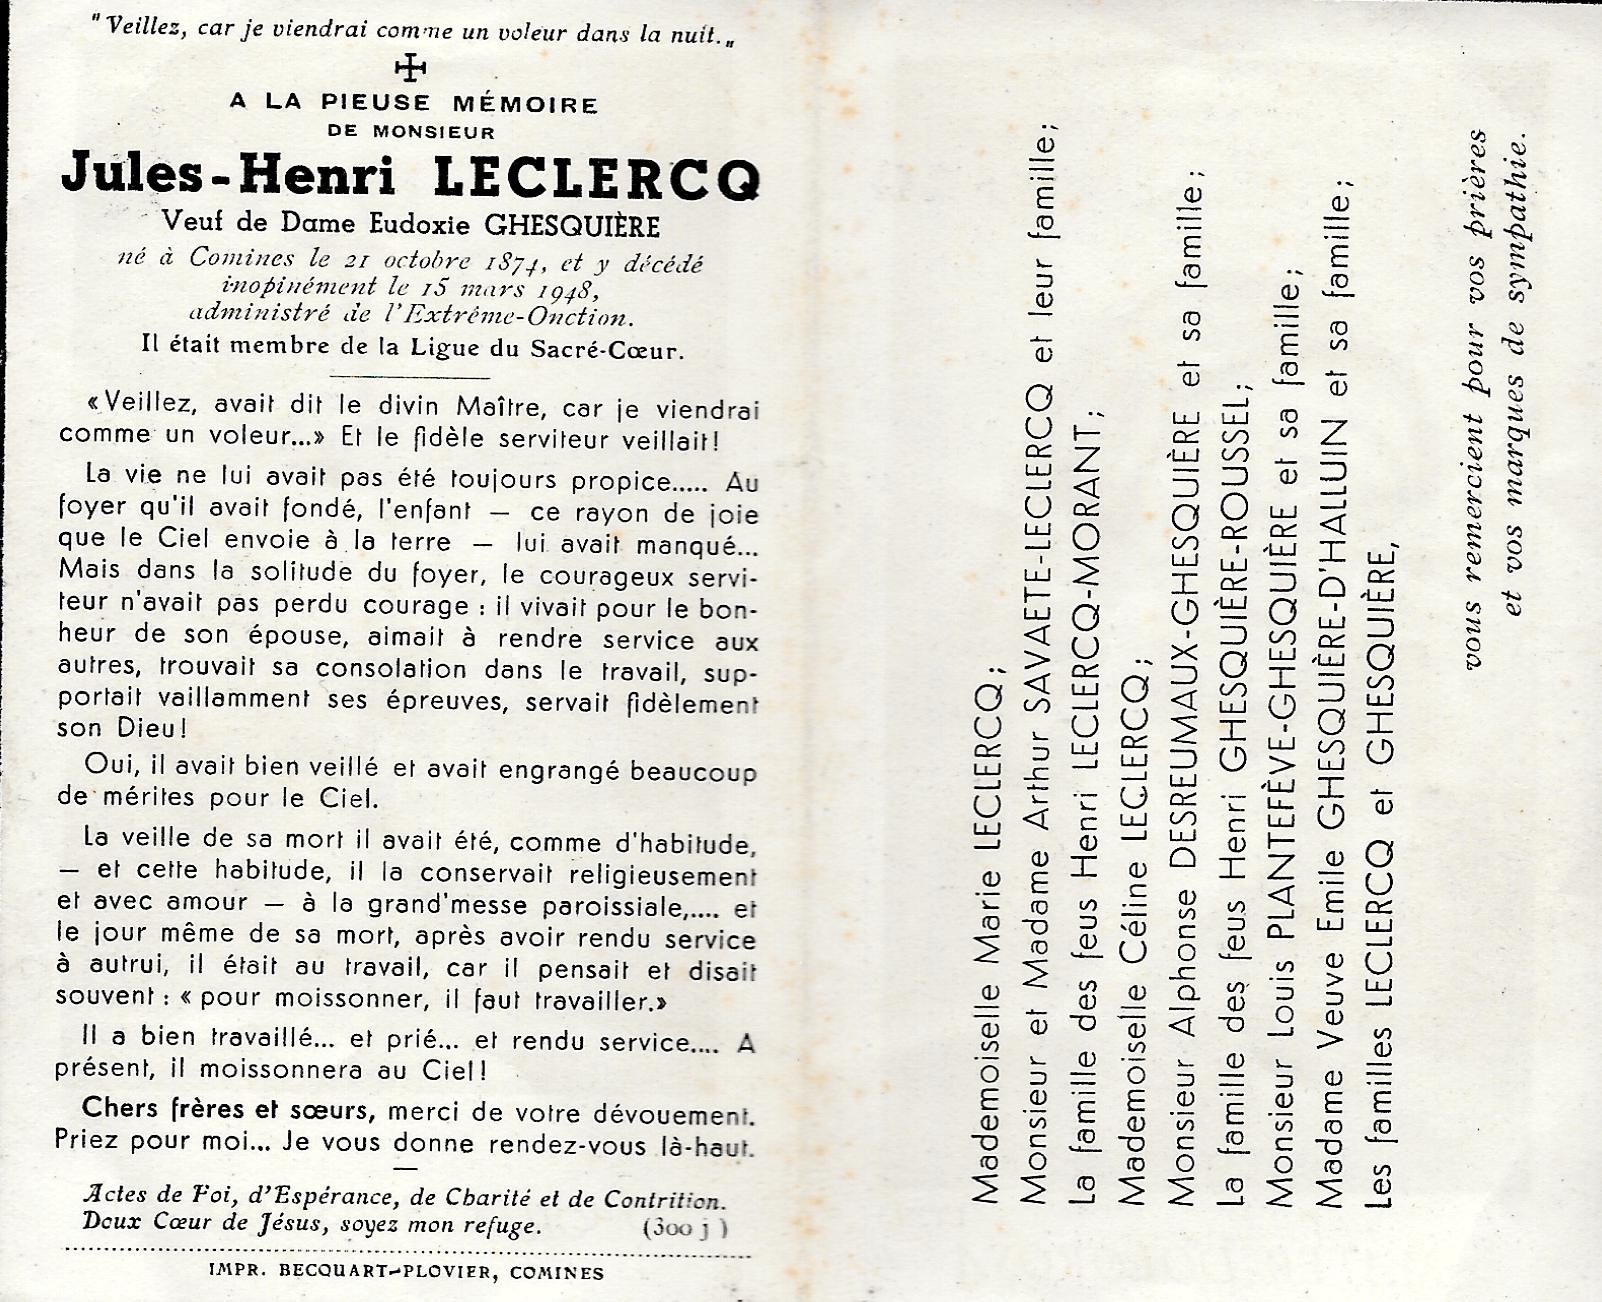 "Veillez, car je viendrai comme un voleur dans la nuit.„
A LA PIEUSE MÉMOIRE
DE MONSIEUR
Jules-Henri LECLERCQ
Veuf de Dame Eudoxie GHESQUIÈRE
né à Comines le 21 octobre 1874, et y décédé
inopinément le 15 mars 1948,
administré de l'Extrême-Onction.
Il était membre de la Ligue du Sacré-Cœur.
«Veillez, avait dit le divin Maître, car je viendrai
comme un voleur...» Et le fidèle serviteur veillait!
La vie ne lui avait pas été toujours propice..... Au
foyer qu'il avait fondé, l'enfant — ce rayon de joie
que le Ciel envoie à la terre — lui avait manqué...
Mais dans la solitude du foyer, le courageux servi-
teur n'avait pas perdu courage : il vivait pour le bon-
heur de son épouse, aimait à rendre service aux
autres, trouvait sa consolation dans le travail, sup-
portait vaillamment ses épreuves, servait fidèlement
son Dieu!
Oui, il avait bien veillé et avait engrangé beaucoup
de mérites pour le Ciel.
La veille de sa mort il avait été, comme d'habitude,
— et cette habitude, il la conservait religieusement
et avec amour — à la grand'messe paroissiale,.... et
le jour même de sa mort, après avoir rendu service
à autrui, il était au travail, car il pensait et disait
souvent : « pour moissonner, il faut travailler.»
Il a bien travaillé... et prié... et rendu service.... A
présent, il moissonnera au Ciel!
Chers frères et sœurs, merci de votre dévouement.
Priez pour moi... Je vous donne rendez-vous là-haut.
Actes de Foi, d'Espérance, de Charité et de Contrition.
Doux Cœur de Jésus, soyez mon refuge. (300 j )
IMPR. BECQUART-PLOVIER, COMINES
Mademoiselle Marie LECLERCQ;
Monsieur et Madame Arthur SAVAETE-LECLERCQ et leur famille;
La famille des feus Henri LECLERCQ-MORANT;
Mademoiselle Céline LECLERCQ;
Monsieur Alphonse DESREUMAUX-GHESQUIÈRE et sa famille;
La famille des feus Henri GHESQUIÈRE-ROUSSEL;
Monsieur Louis PLANTEFÈVE-GHESQUIÈRE et sa famille;
Madame Veuve Emile GHESQUIÈRE-D'HALLUIN et sa famille;
Les familles LECLERCQ et GHESQUIÈRE,
vous remercient pour vos prières
et vos marques de sympathie.